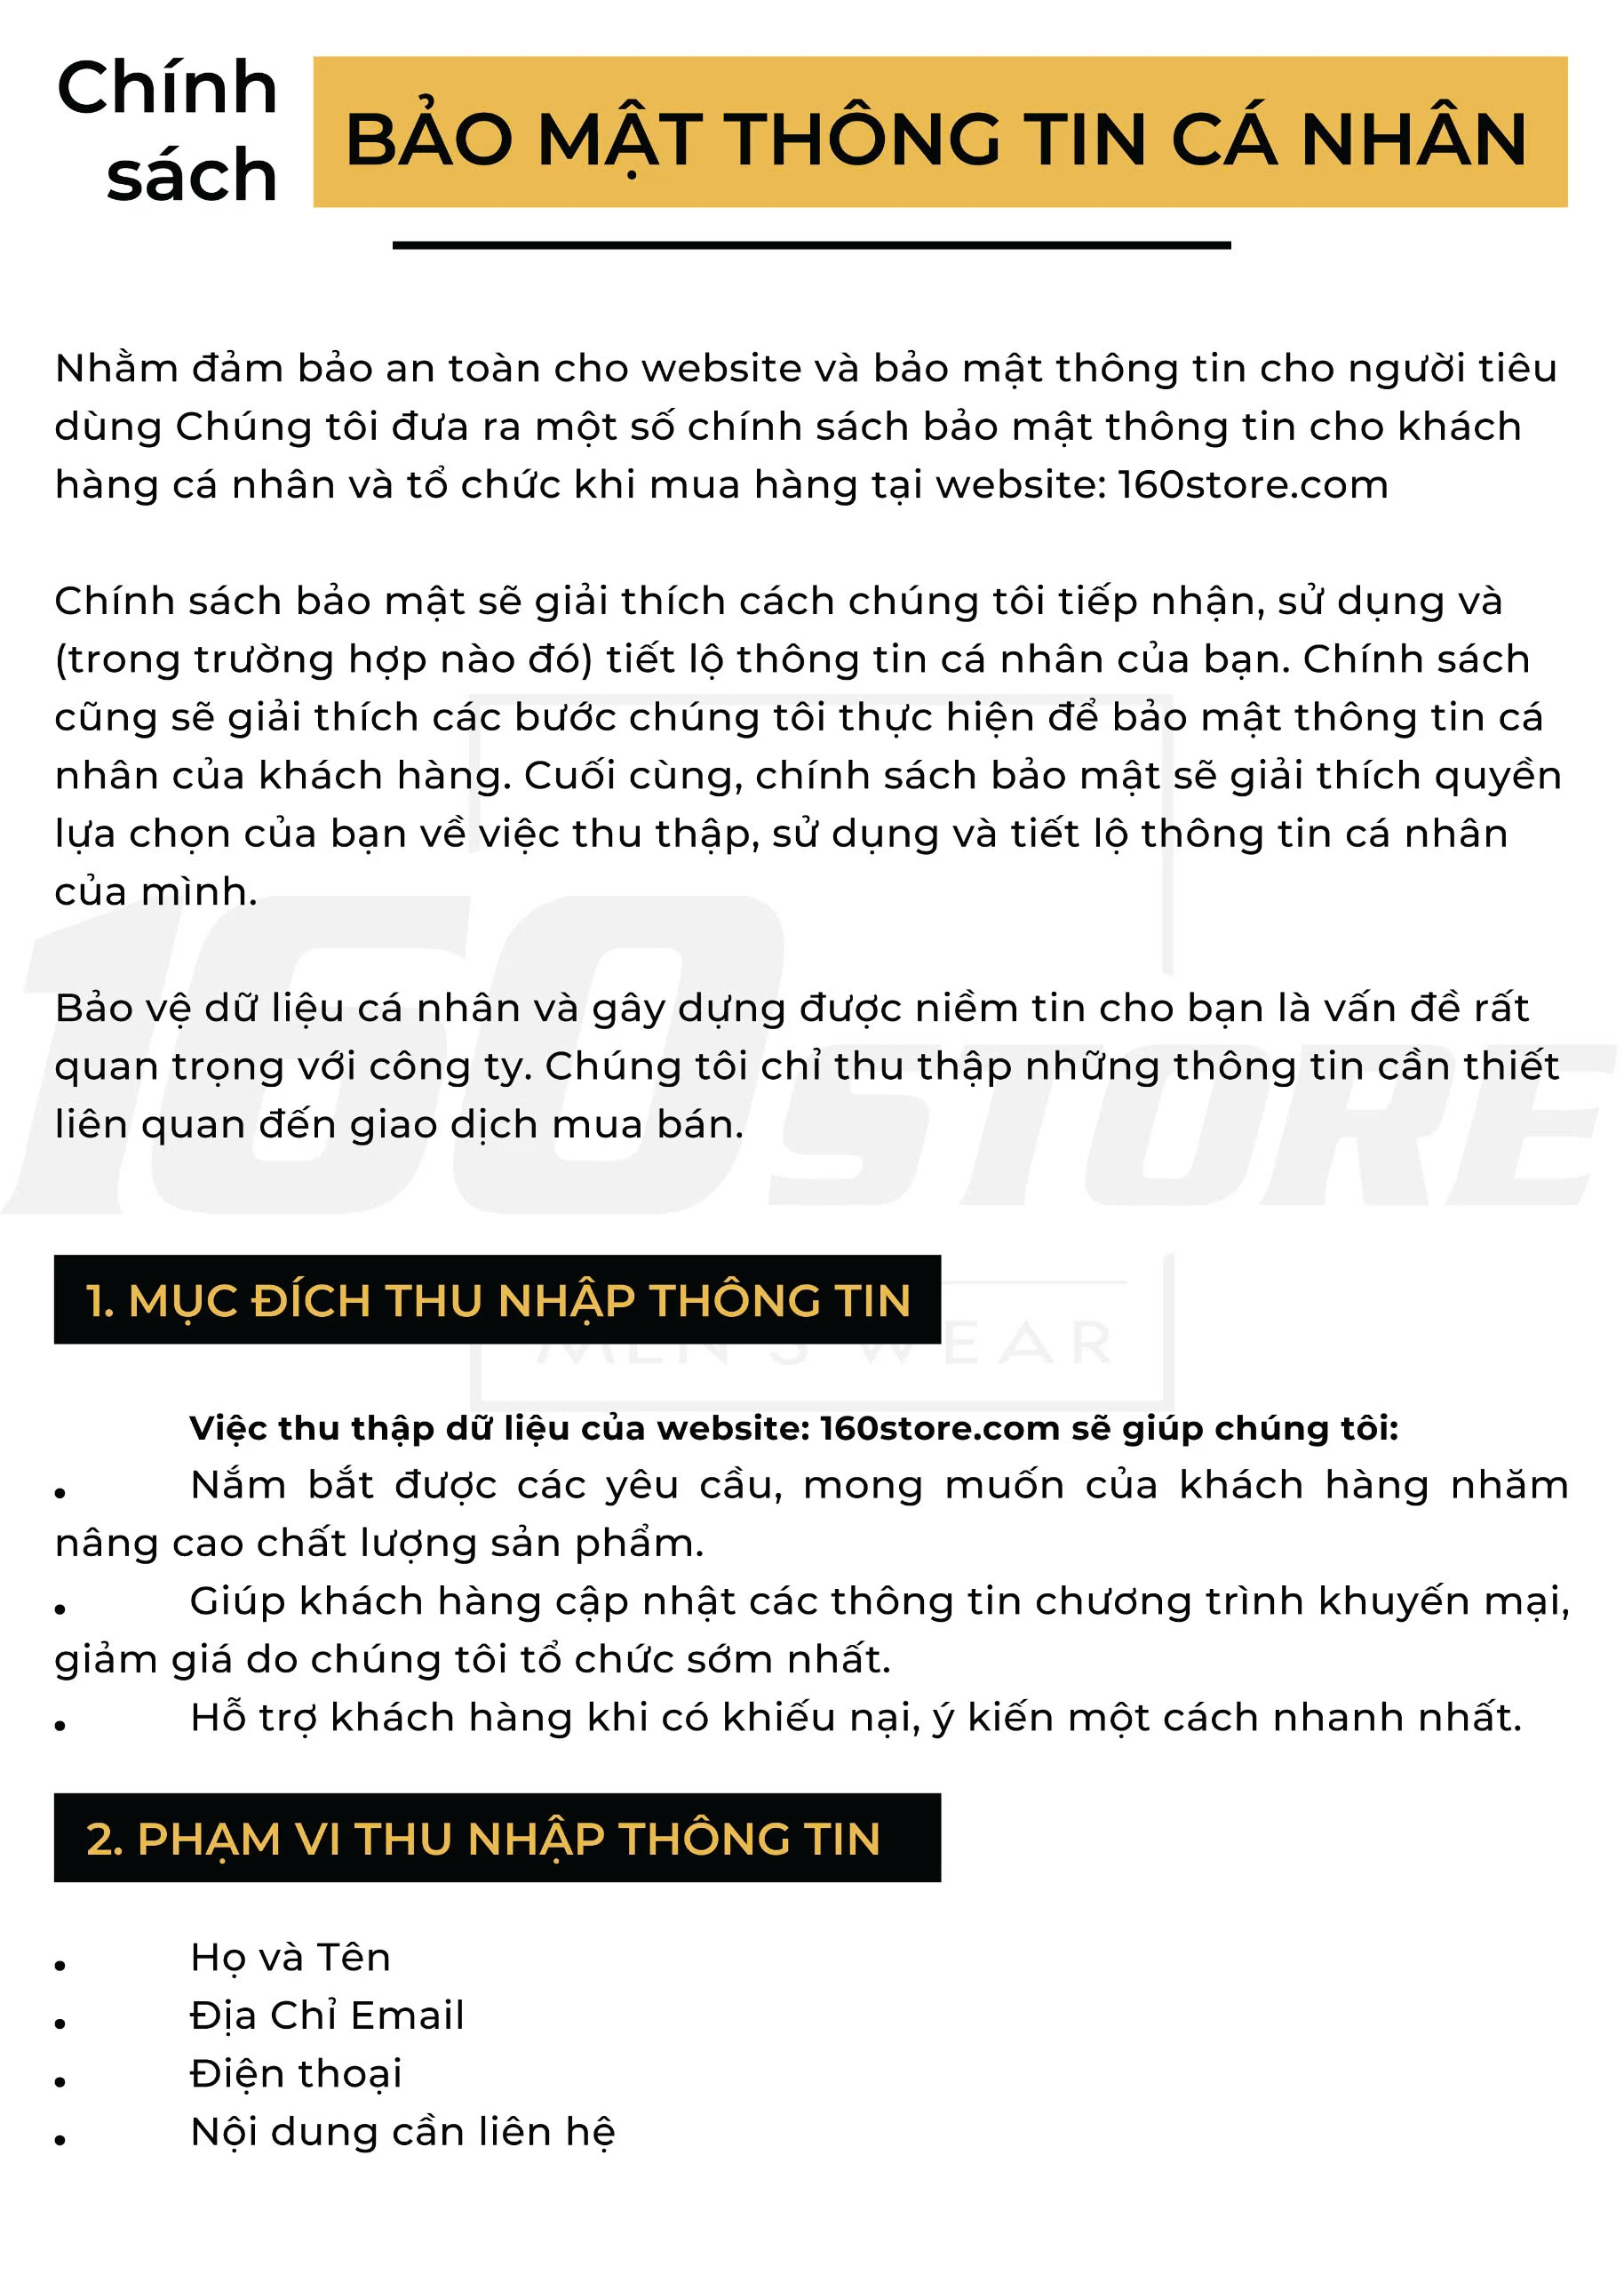 Chính
sách
BẢO MẬT THÔNG TIN CÁ NHÂN
Nhằm đảm bảo an toàn cho website và bảo mật thông tin cho người tiêu
dùng Chúng tôi đưa ra một số chính sách bảo mật thông tin cho khách
hàng cá nhân và tổ chức khi mua hàng tại website: 160store.com
Chính sách bảo mật sẽ giải thích cách chúng tôi tiếp nhận, sử dụng và
(trong trường hợp nào đó) tiết lộ thông tin cá nhân của bạn. Chính sách
cũng sẽ giải thích các bước chúng tôi thực hiện để bảo mật thông tin cá
nhân của khách hàng. Cuối cùng, chính sách bảo mật sẽ giải thích quyền
lựa chọn của bạn về việc thu thập, sử dụng và tiết lộ thông tin cá nhân
của mình.
160STORE
Bảo vệ dữ liệu cá nhân và gây dựng được niềm tin cho bạn là vấn đề rất
quan trọng với công ty. Chúng tôi chỉ thu thập những thông tin cần thiết
liên quan đến giao dịch mua bán.
1. MỤC ĐÍCH THU NHẬP THÔNG TIN
MEN'S WEAR
Việc thu thập dữ liệu của website: 160store.com sẽ giúp chúng tôi:
• Nắm bắt được các yêu cầu, mong muốn của khách hàng nhăm
nâng cao chất lượng sản phẩm.
• Giúp khách hàng cập nhật các thông tin chương trình khuyến mại,
giảm giá do chúng tôi tổ chức sớm nhất.
• Hỗ trợ khách hàng khi có khiếu nại, ý kiến một cách nhanh nhất.
2. PHẠM VI THU NHẬP THÔNG TIN
• Họ và Tên
• Địa Chỉ Email
• Điện thoại
• Nội dung cần liên hệ